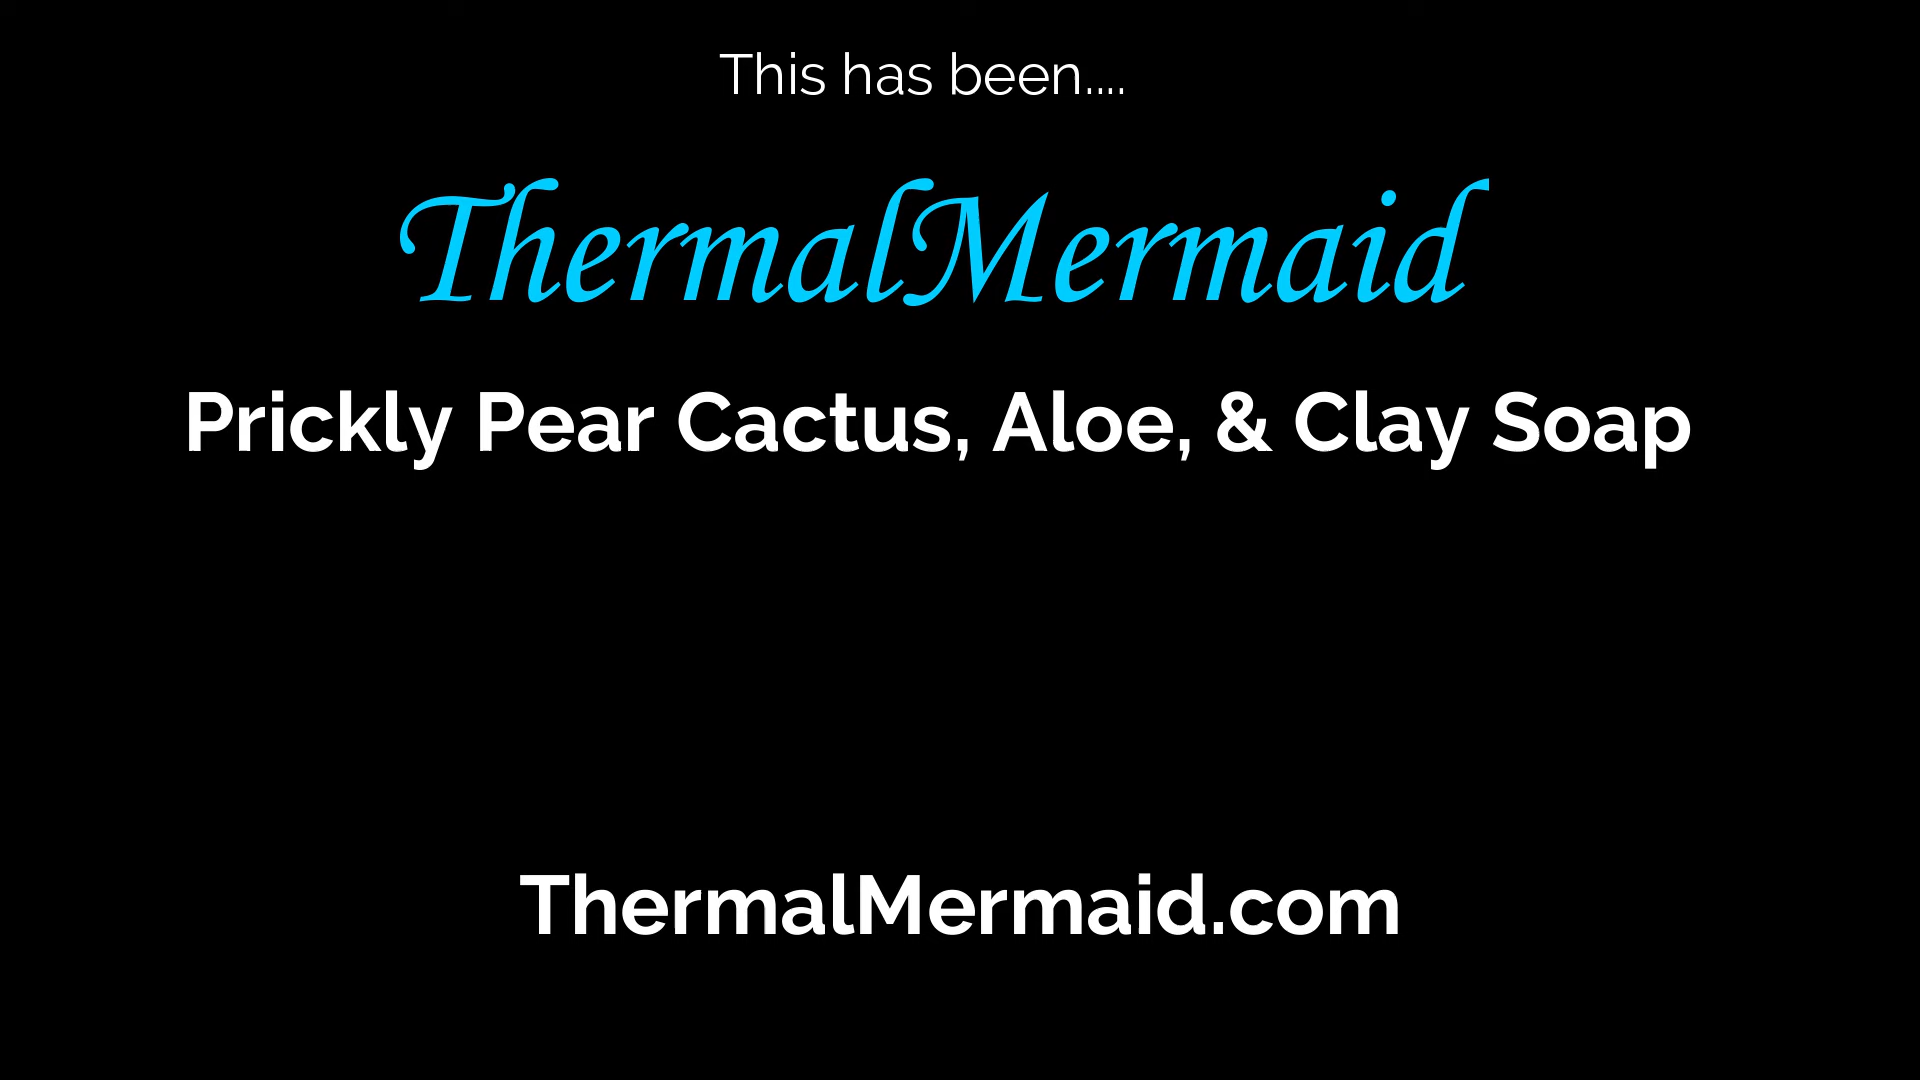 This has been....
ThermalMermaid
Prickly Pear Cactus, Aloe, & Clay Soap
ThermalMermaid.com